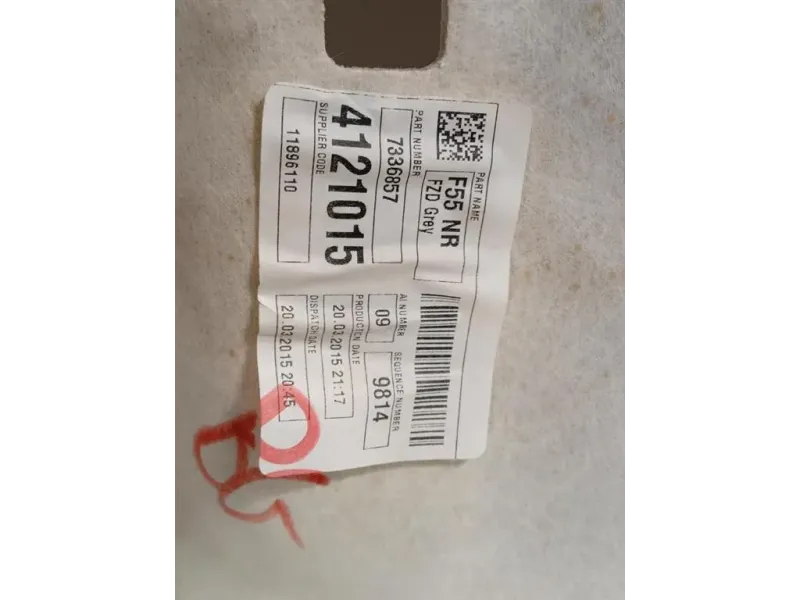 PART NAME
F55 NR
FZD Grey
PART NUMBER
7336857
4121015
SUPPLIER CODE
11896110
AI NUMBER
09
SEQUENCE NUMBER
9814
PRODUCTION DATE
20.03.2015 21:17
DISPATCH DATE
20.03.2015 20:45